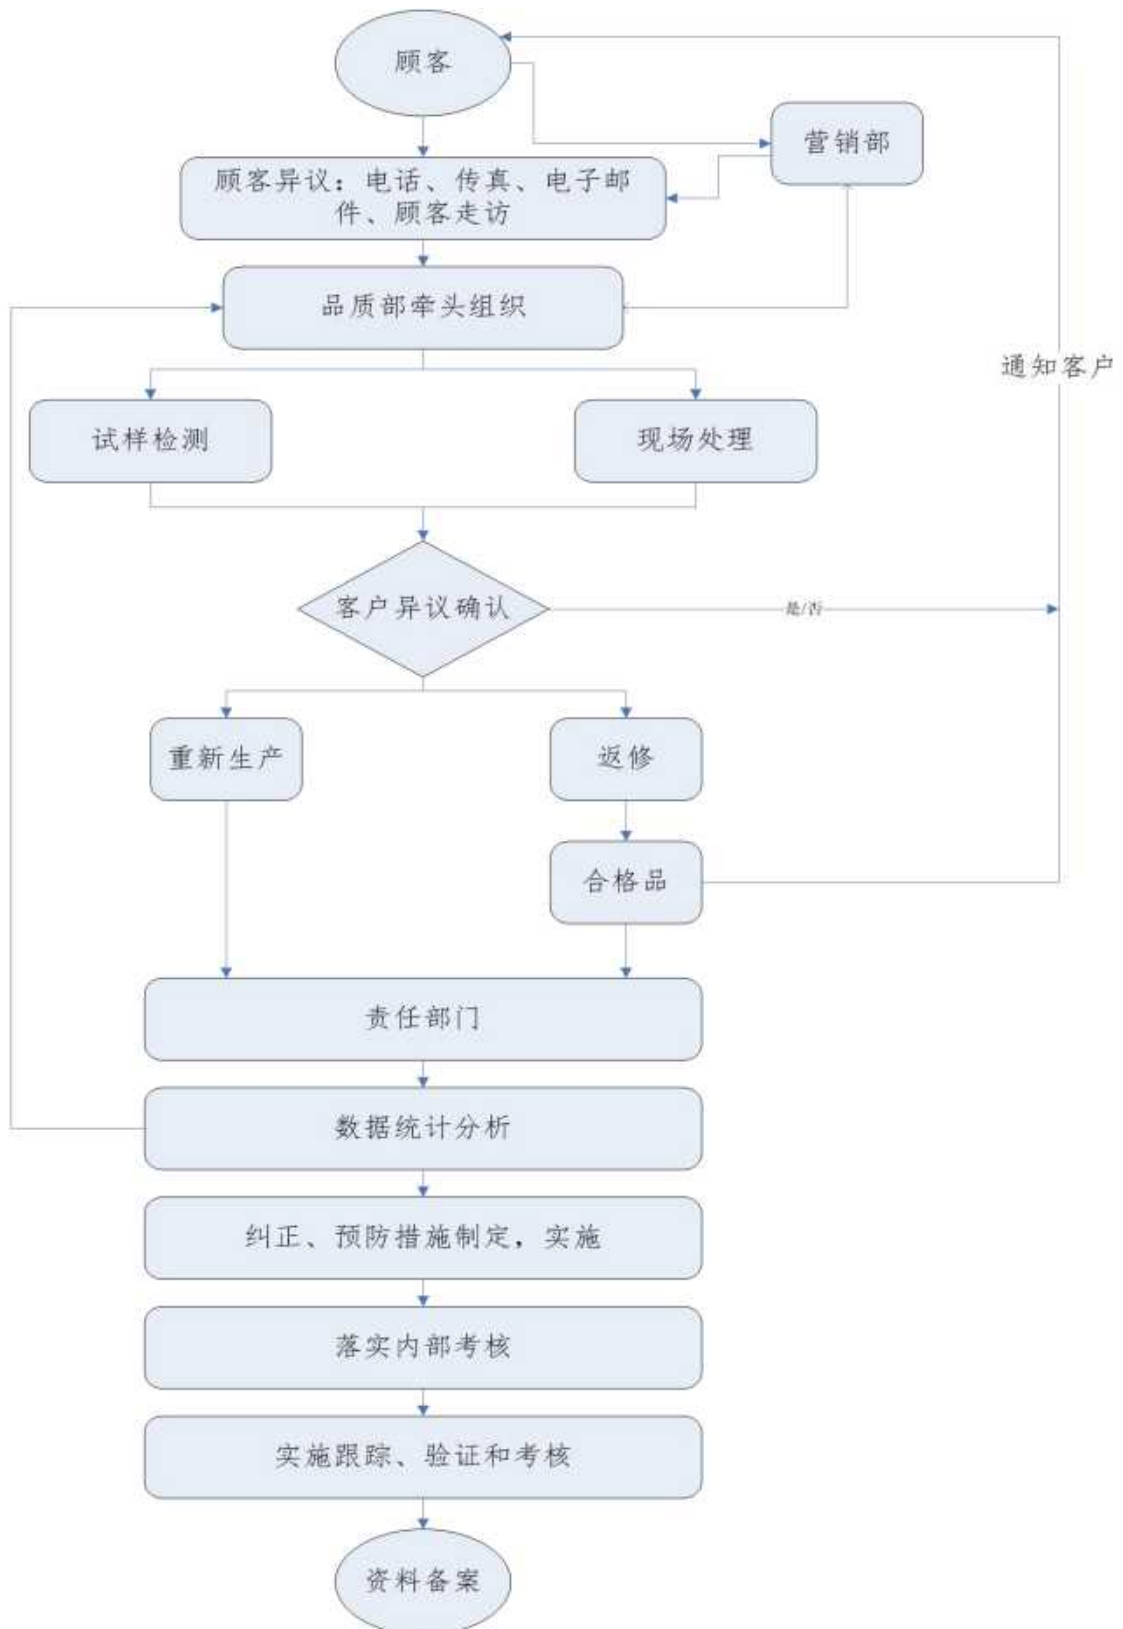 顾客
营销部
顾客异议：电话、传真、电子邮
件、顾客走访
品质部牵头组织
通知客户
试样检测
现场处理
客户异议确认
是/否
重新生产
返修
合格品
责任部门
数据统计分析
纠正、预防措施制定，实施
落实内部考核
实施跟踪、验证和考核
资料备案